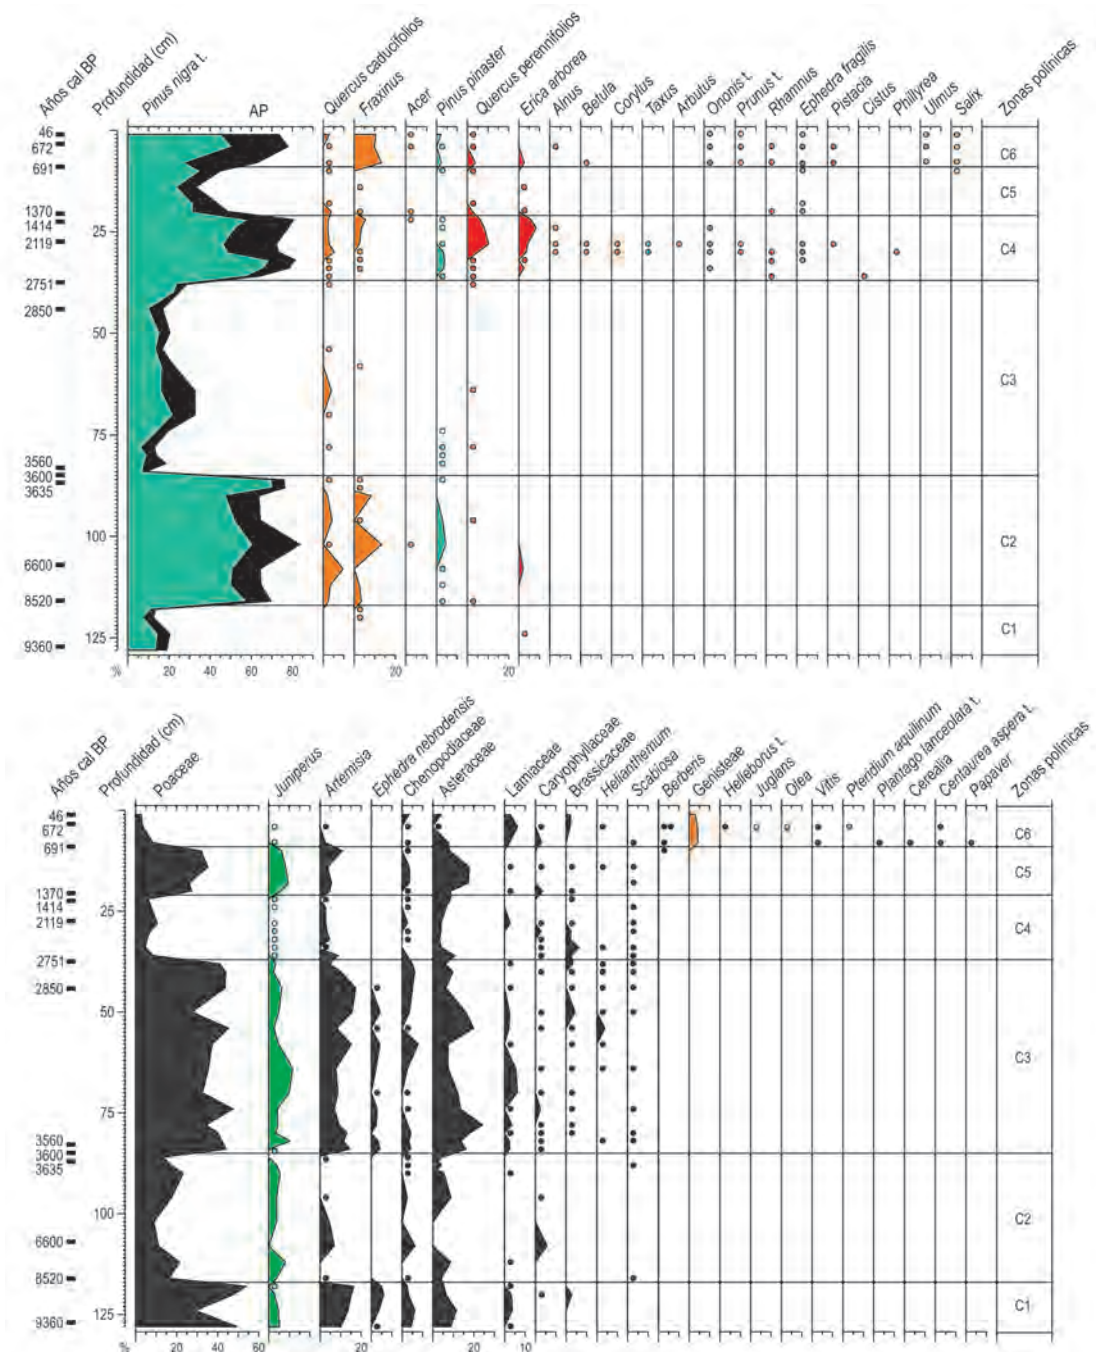 Años cal BP
Profundidad (cm)
Pinus nigra t.
AP
Quercus caducifolios
Fraxinus
Acer
Pinus pinaster
Quercus perennifolios
Erica arborea
Alnus
Betula
Corylus
Taxus
Arbutus
Ononis t.
Prunus t.
Rhamnus
Ephedra fragilis
Pistacia
Cistus
Phillyrea
Ulmus
Salix
Zonas polínicas
46
672
691
1370
1414
2119
2751
2850
3560
3600
3635
6600
8520
9360
25
50
75
100
125
C6
C5
C4
C3
C2
C1
% 20 40 60 80 20 20
Años cal BP
Profundidad (cm)
Poaceae
Juniperus
Artemisia
Ephedra nebrodensis
Chenopodiaceae
Asteraceae
Lamiaceae
Caryophyllaceae
Brassicaceae
Helianthemum
Scabiosa
Berberis
Genisteae
Helleborus t.
Juglans
Olea
Vitis
Pteridium aquilinum
Plantago lanceolata t.
Cerealia
Centaurea aspera t.
Papaver
Zonas polínicas
46
672
691
1370
1414
2119
2751
2850
3560
3600
3635
6600
8520
9360
25
50
75
100
125
C6
C5
C4
C3
C2
C1
% 20 40 60 20 20 10